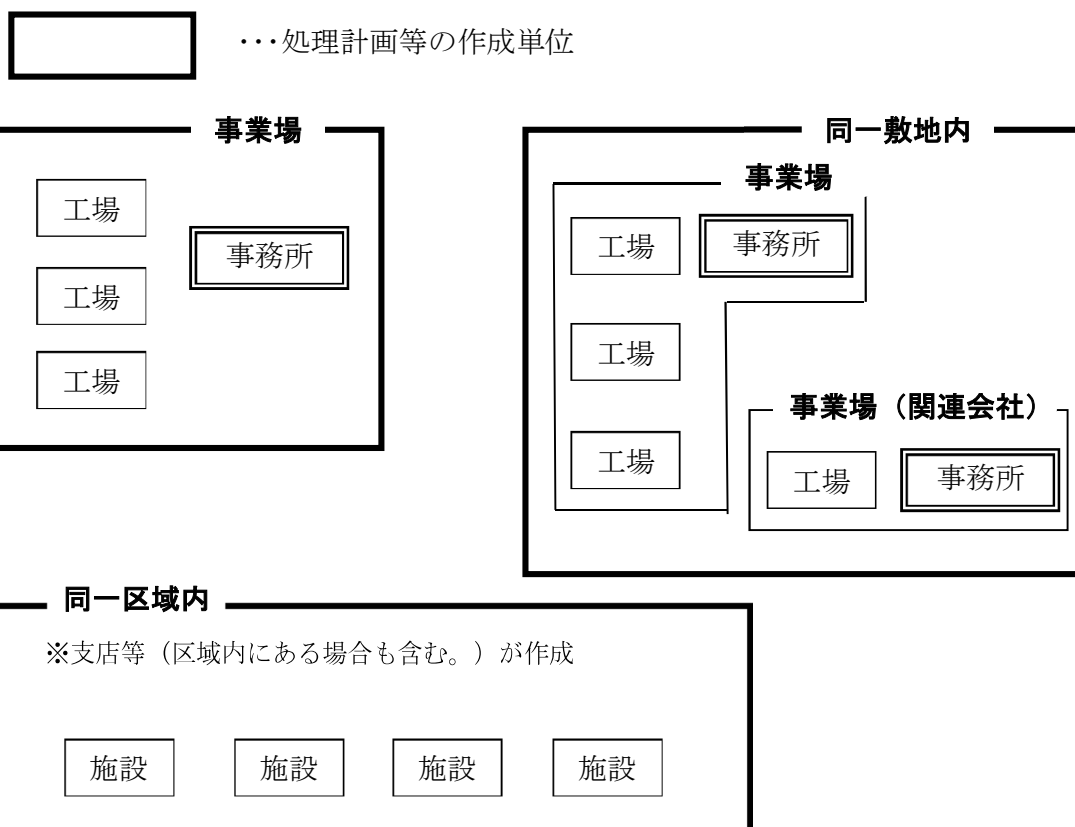 ･･･処理計画等の作成単位
事業場
工場
事務所
工場
工場
同一敷地内
事業場
工場
事務所
工場
工場
事業場（関連会社）
工場
事務所
同一区域内
※支店等（区域内にある場合も含む。）が作成
施設
施設
施設
施設